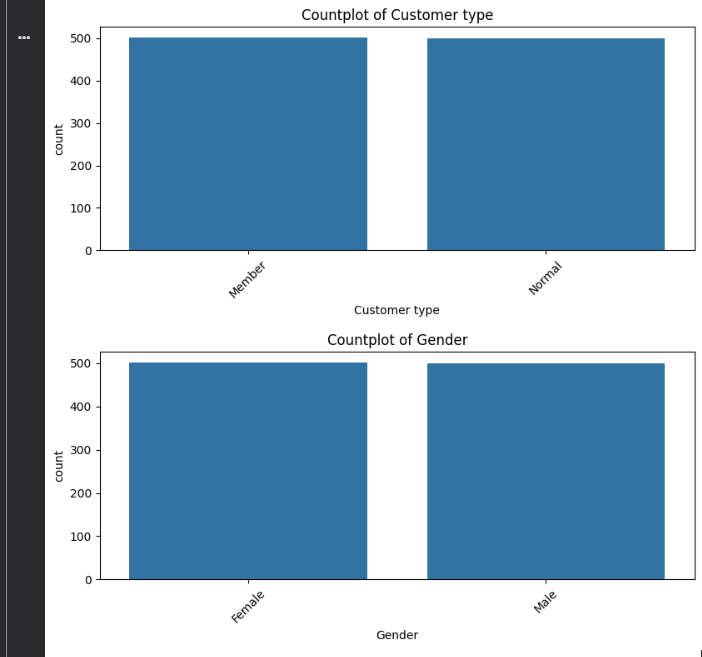 Countplot of Customer type
500
400
300
200
100
0
count
Member
Normal
Customer type
Countplot of Gender
500
400
300
200
100
0
count
Female
Male
Gender